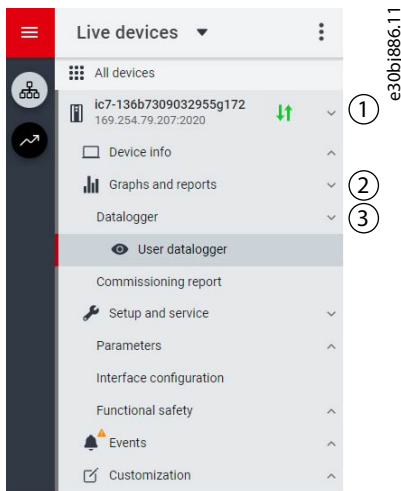 Live devices
All devices
ic7-136b7309032955g172
169.254.79.207:2020
1
Device info
Graphs and reports
2
Datalogger
3
User datalogger
Commissioning report
Setup and service
Parameters
Interface configuration
Functional safety
Events
Customization
e30bj886.11